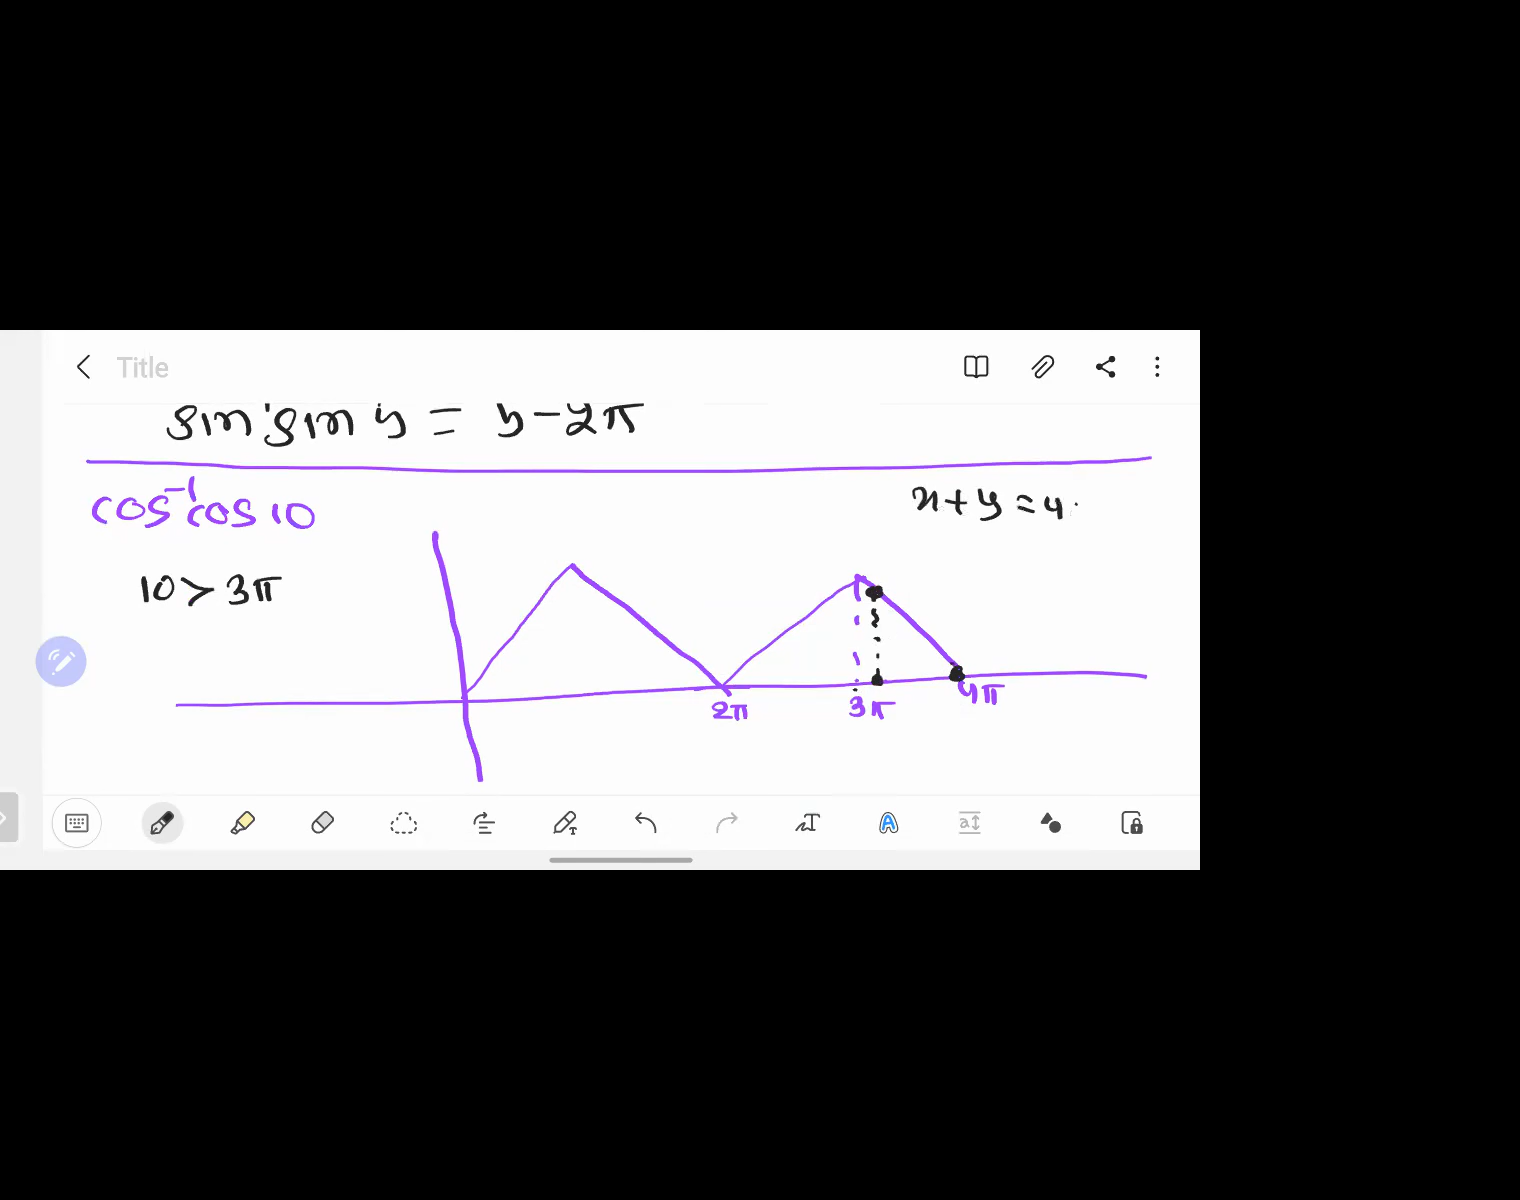 Title
sin⁻¹sin y = y - 2π
cos⁻¹cos 10
x + y = 4
10 > 3π
2π
3π
4π